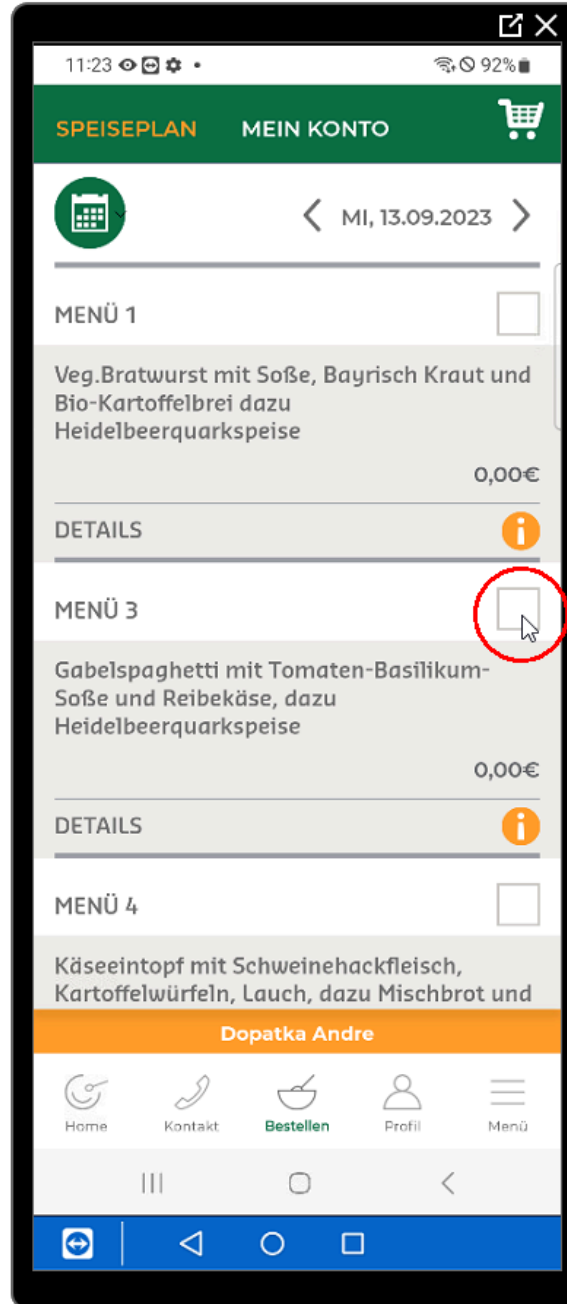 11:23
92%
SPEISEPLAN MEIN KONTO
MI, 13.09.2023
MENÜ 1
Veg.Bratwurst mit Soße, Bayrisch Kraut und
Bio-Kartoffelbrei dazu
Heidelbeerquarkspeise
0,00€
DETAILS
MENÜ 3
Gabelspaghetti mit Tomaten-Basilikum-
Soße und Reibekäse, dazu
Heidelbeerquarkspeise
0,00€
DETAILS
MENÜ 4
Käseeintopf mit Schweinehackfleisch,
Kartoffelwürfeln, Lauch, dazu Mischbrot und
Dopatka Andre
Home Kontakt Bestellen Profil Menü